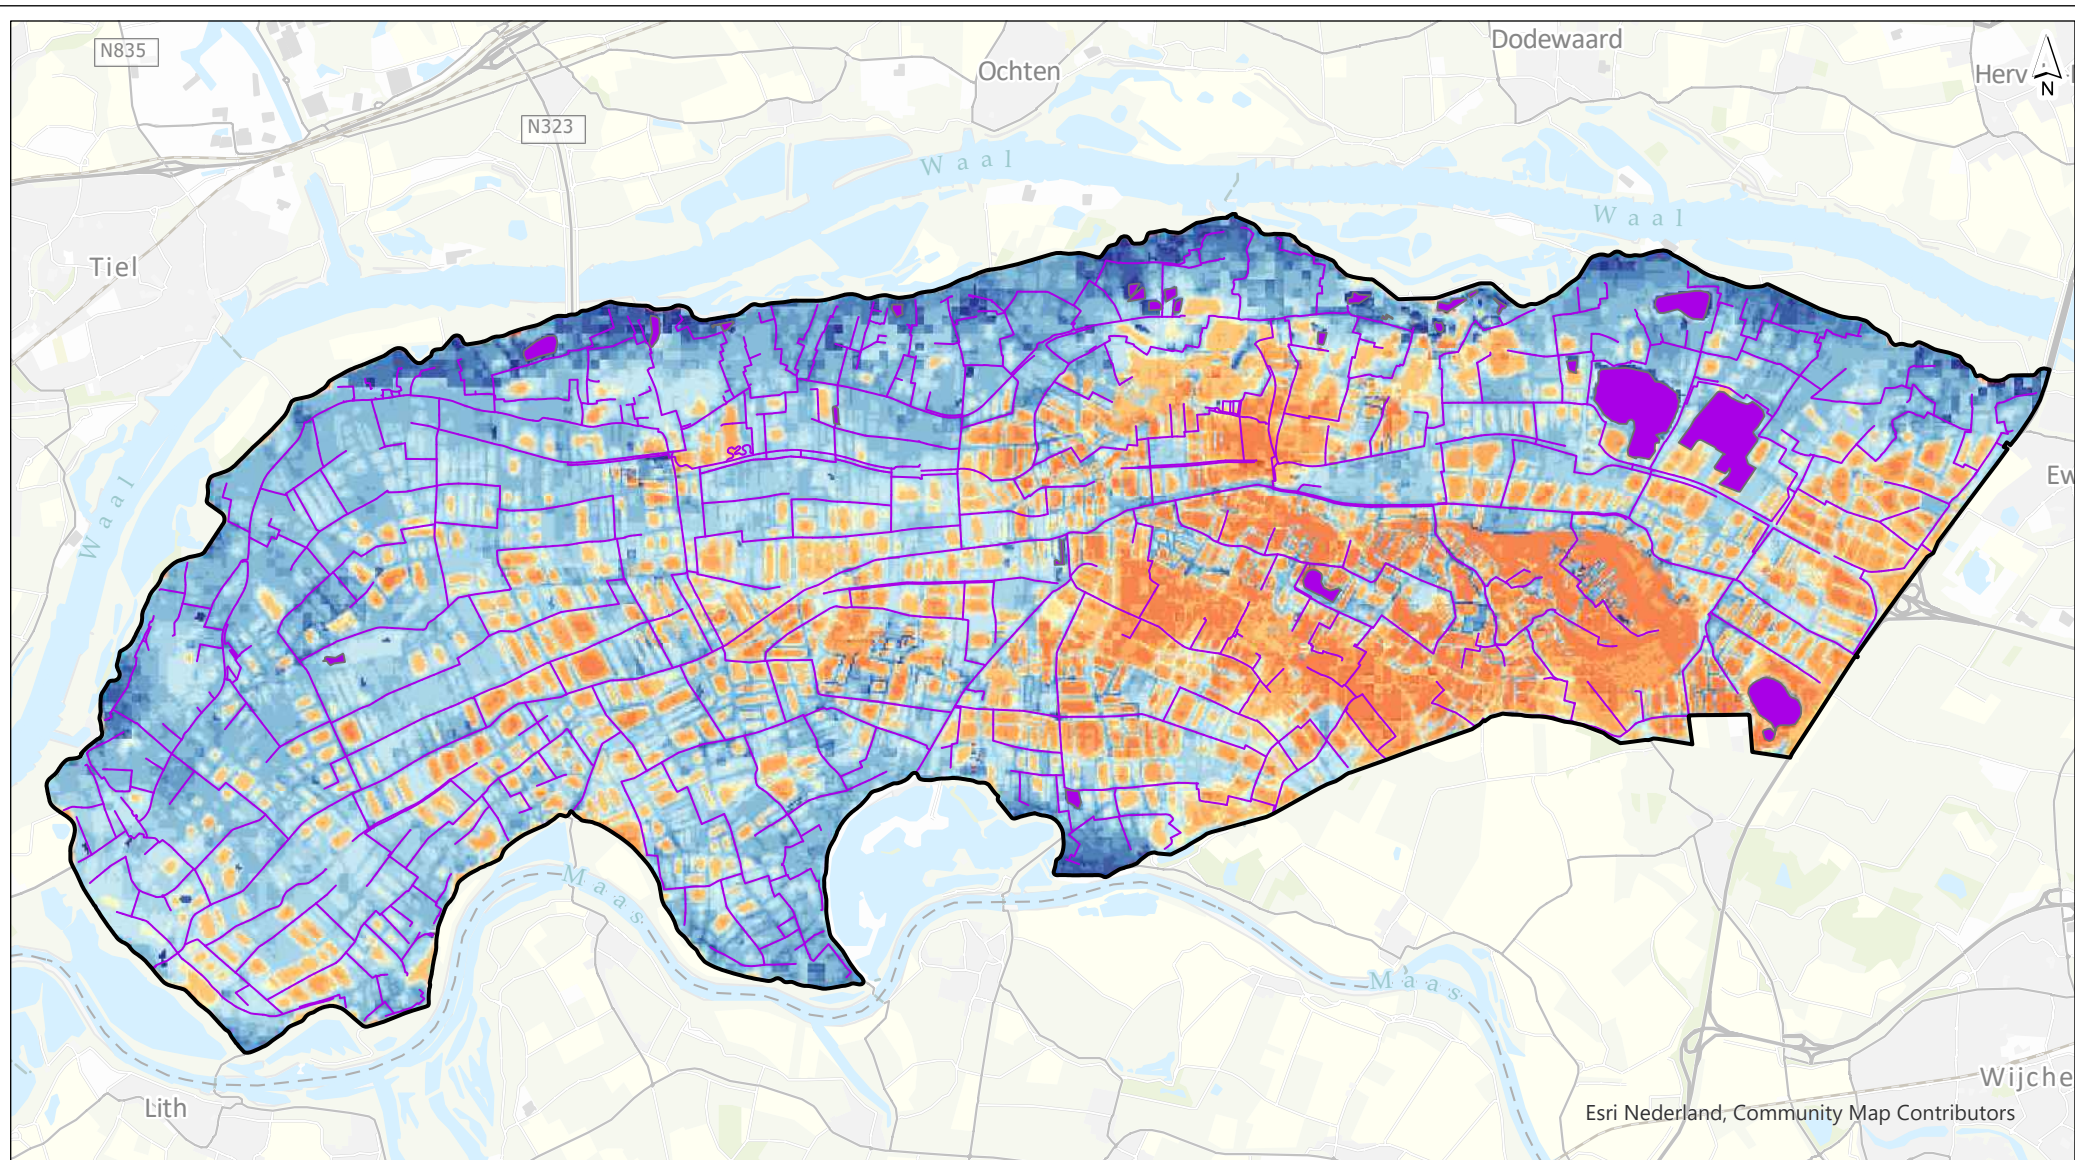 N835
Dodewaard
Ochten
Herv
N
N323
Waal
Waal
Tiel
Ew
Waal
Maas
Maas
Wijche
Lith
Esri Nederland, Community Map Contributors